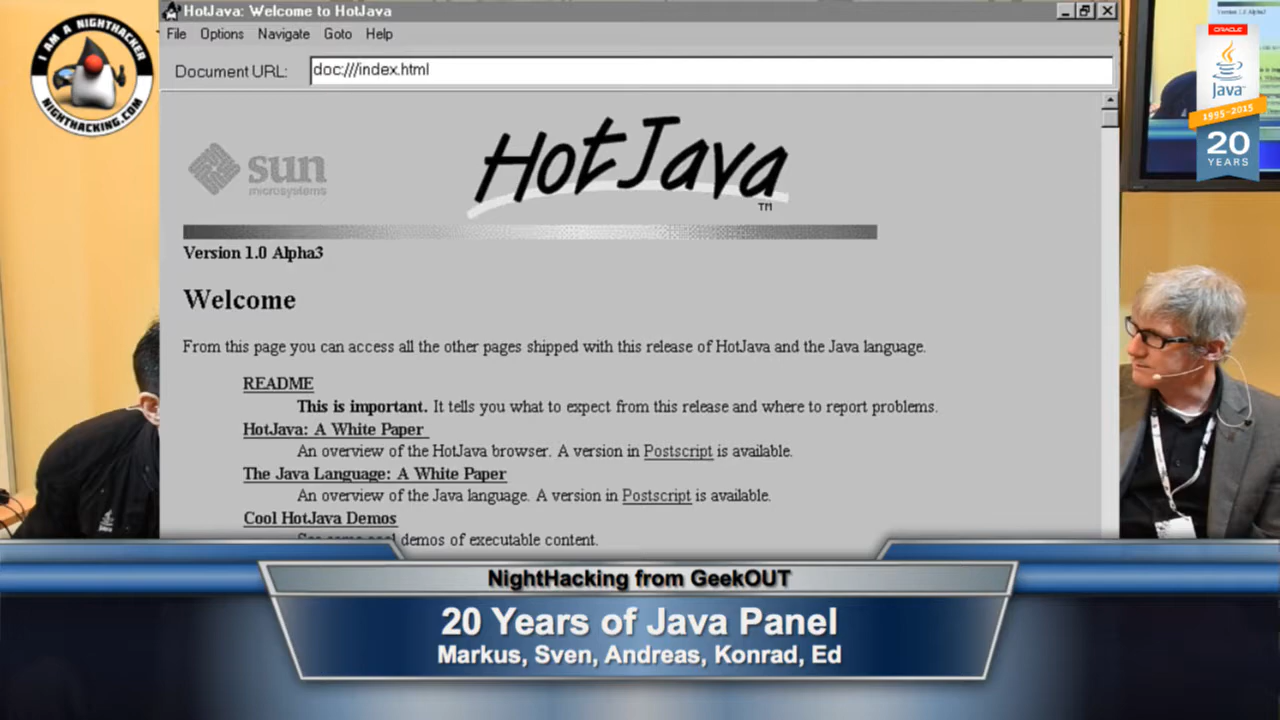 HotJava: Welcome to HotJava
File Options Navigate Goto Help
Document URL: doc:///index.html
I AM A NIGHTHACKER
NIGHTHACKING.COM
ORACLE
Java
1995-2015
20
YEARS
Sun
microsystems
HotJava
TM
Version 1.0 Alpha3
Welcome
From this page you can access all the other pages shipped with this release of HotJava and the Java language.
README
This is important. It tells you what to expect from this release and where to report problems.
HotJava: A White Paper
An overview of the HotJava browser. A version in Postscript is available.
The Java Language: A White Paper
An overview of the Java language. A version in Postscript is available.
Cool HotJava Demos
demos of executable content.
NightHacking from GeekOUT
20 Years of Java Panel
Markus, Sven, Andreas, Konrad, Ed